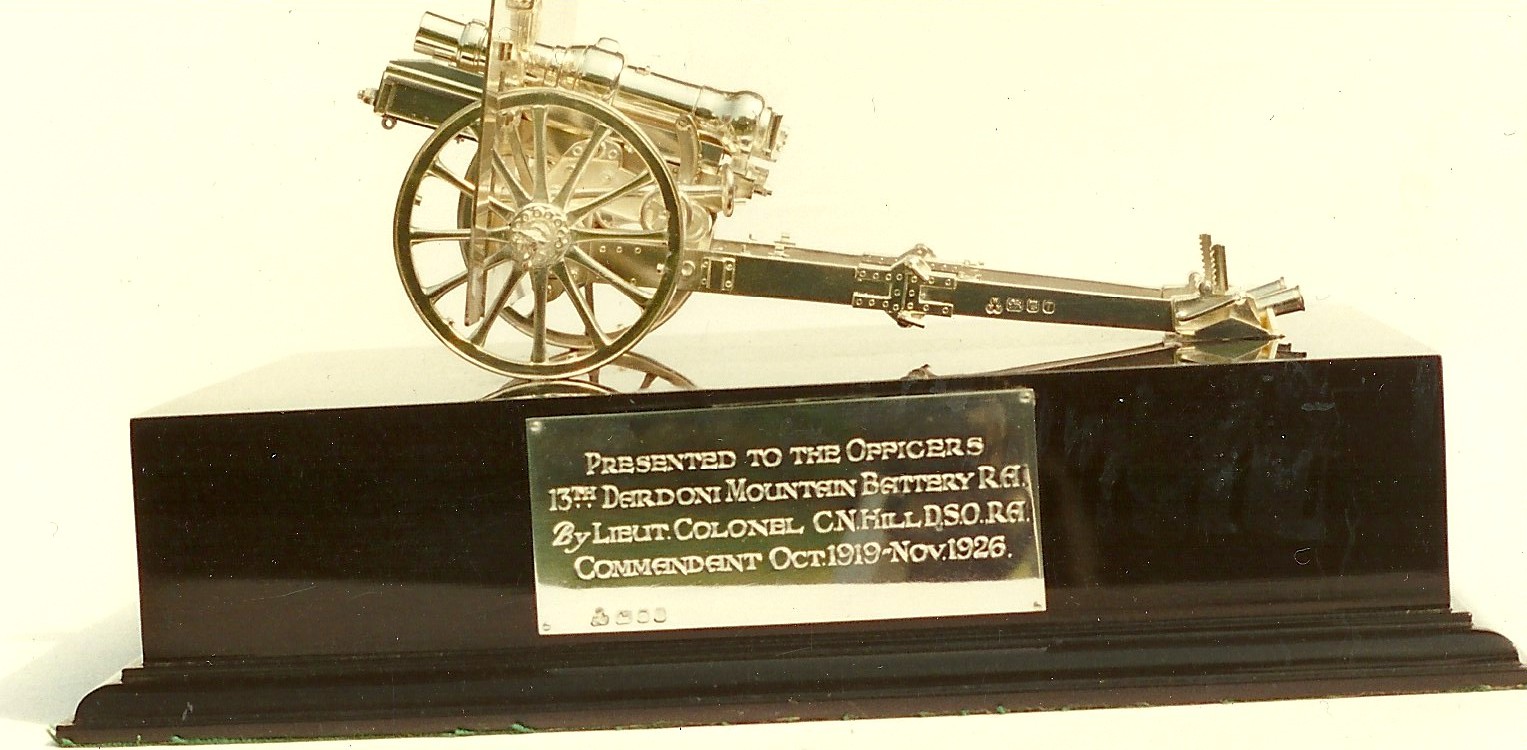 PRESENTED TO THE OFFICERS
13TH DARDONI MOUNTAIN BATTERY R.A.
By LIEUT. COLONEL C.N. HILL D.S.O. R.A.
COMMANDANT OCT. 1919-NOV. 1926.